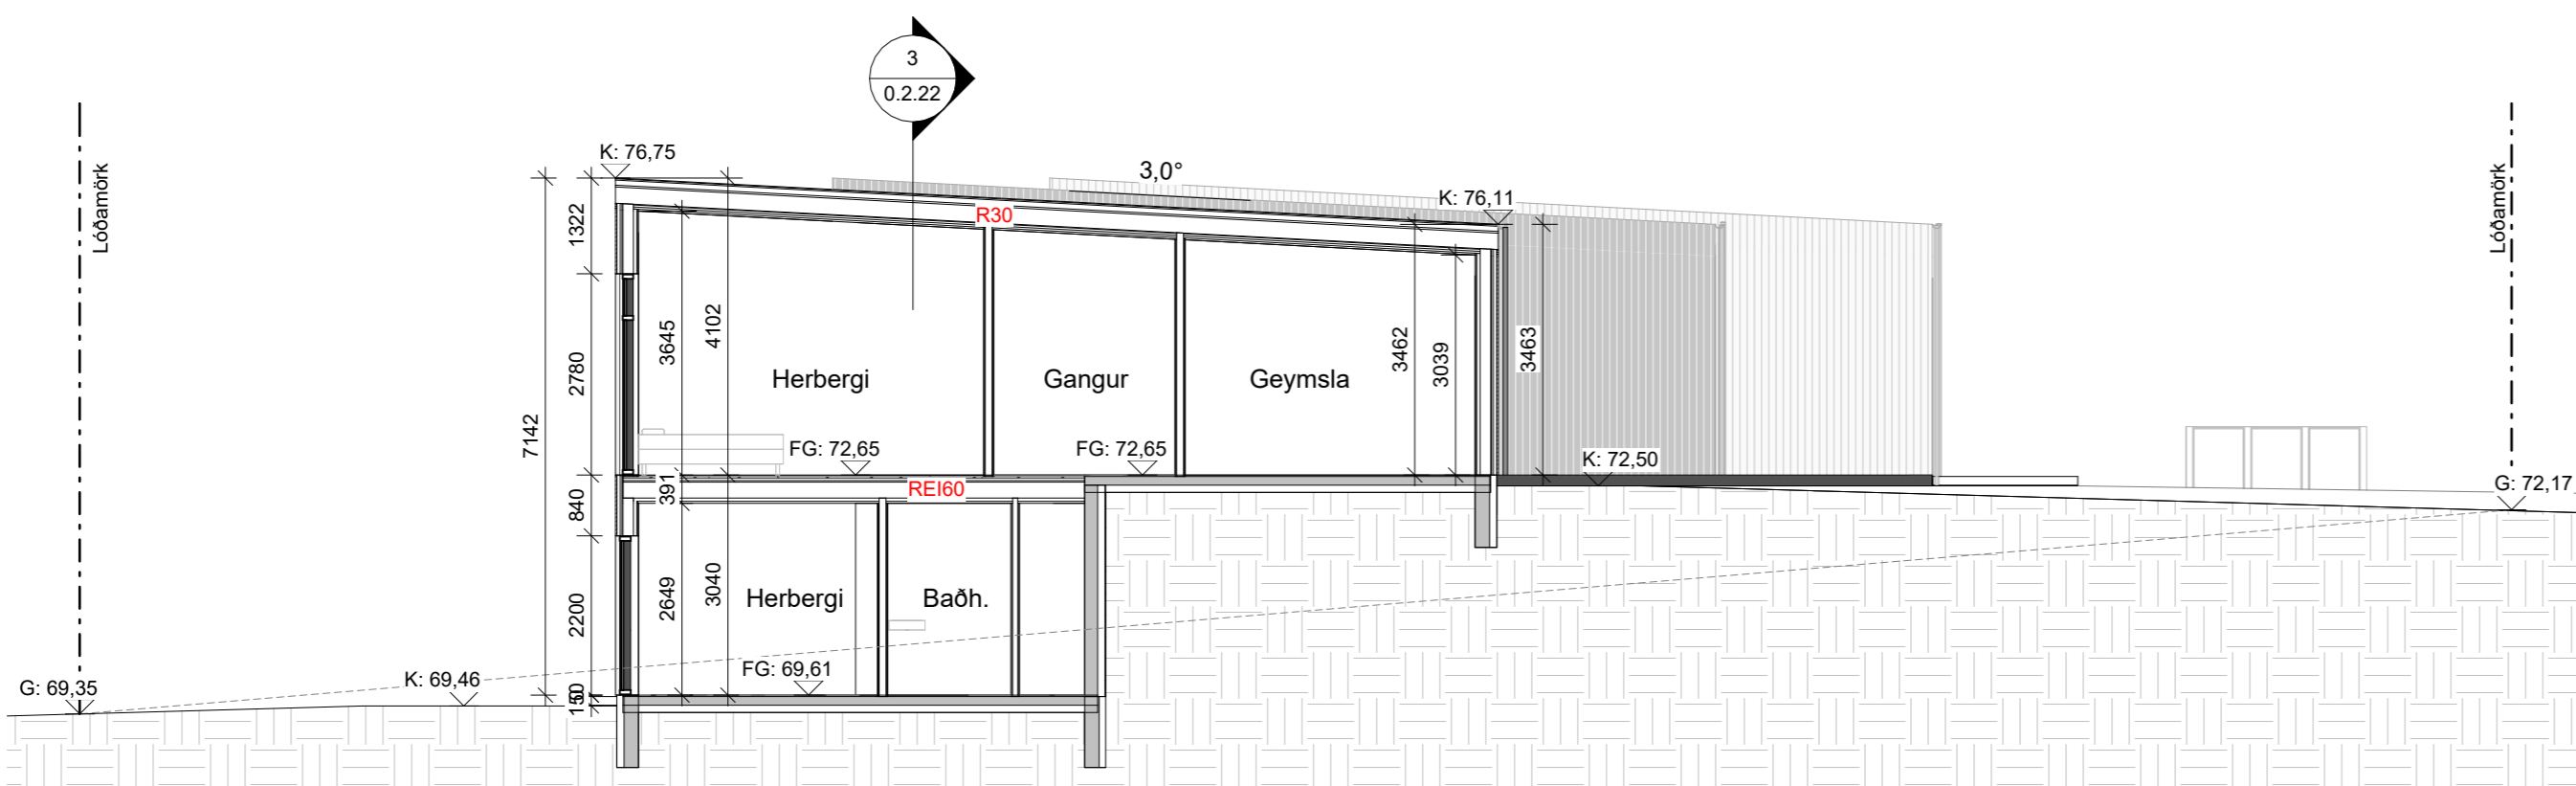 3
0.2.22
K: 76,75
3,0°
K: 76,11
Lóðamörk
Lóðamörk
R30
1322
3645
4102
2780
7142
3462
3039
3463
Herbergi
Gangur
Geymsla
FG: 72,65
FG: 72,65
K: 72,50
G: 72,17
REI60
391
840
2649
3040
2200
Herbergi
Baðh.
FG: 69,61
K: 69,46
G: 69,35
150